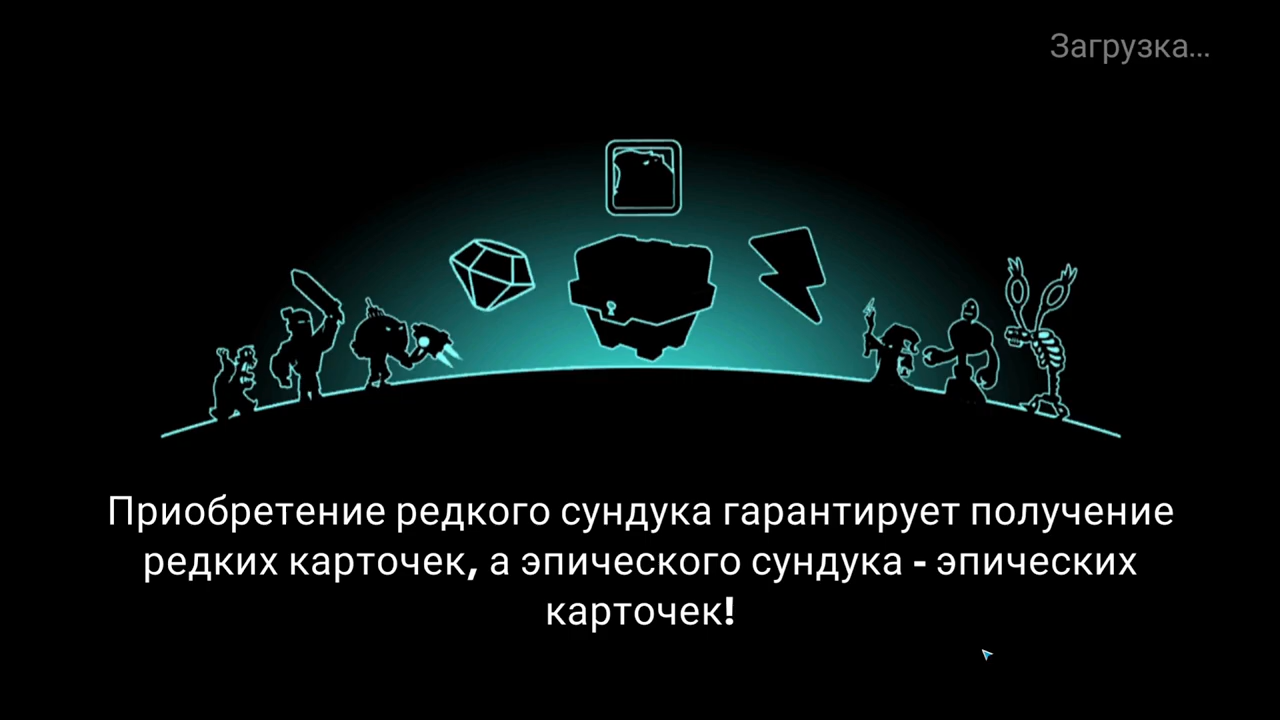 Загрузка...
Приобретение редкого сундука гарантирует получение
редких карточек, а эпического сундука - эпических
карточек!